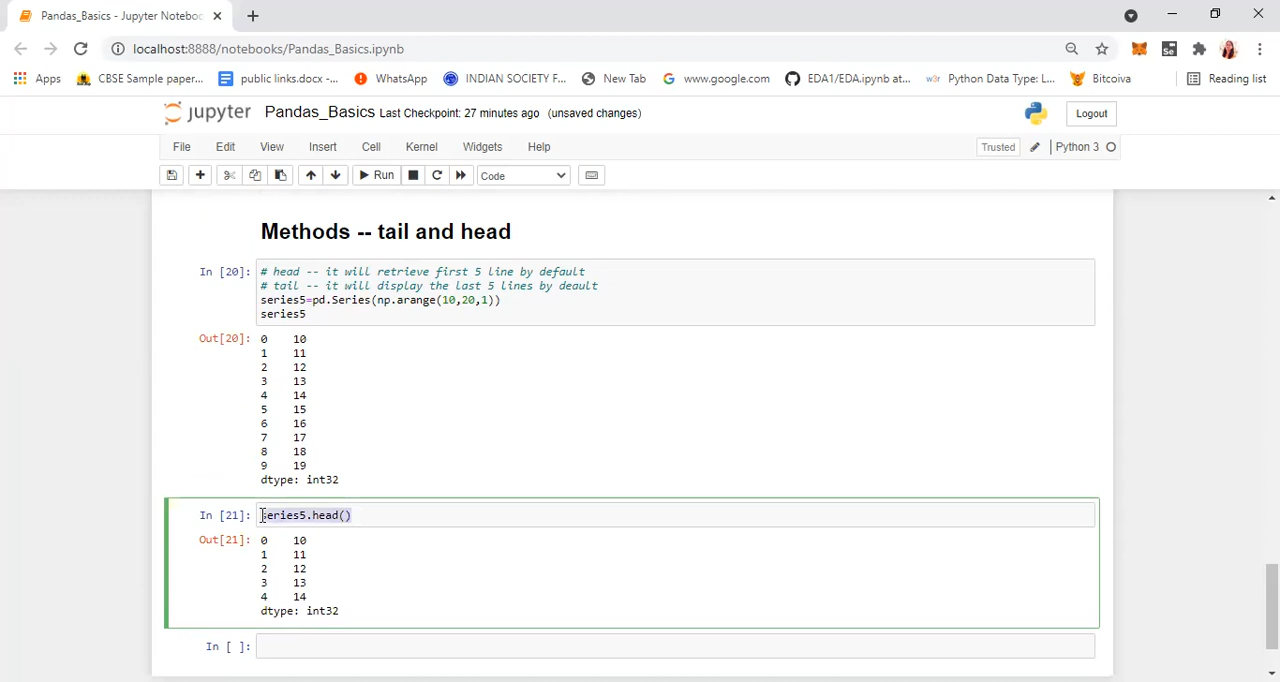 Pandas_Basics - Jupyter Notebo
localhost:8888/notebooks/Pandas_Basics.ipynb
Apps CBSE Sample paper... public links.docx -... WhatsApp INDIAN SOCIETY F... New Tab www.google.com EDA1/EDA.ipynb at... Python Data Type: L... Bitcoiva Reading list
jupyter Pandas_Basics Last Checkpoint: 27 minutes ago (unsaved changes) Logout
File Edit View Insert Cell Kernel Widgets Help Trusted Python 3
Run Code
Methods -- tail and head
In [20]: # head -- it will retrieve first 5 line by default
# tail -- it will display the last 5 lines by deault
series5=pd.Series(np.arange(10,20,1))
series5
Out[20]: 0 10
1 11
2 12
3 13
4 14
5 15
6 16
7 17
8 18
9 19
dtype: int32
In [21]: series5.head()
Out[21]: 0 10
1 11
2 12
3 13
4 14
dtype: int32
In [ ]: